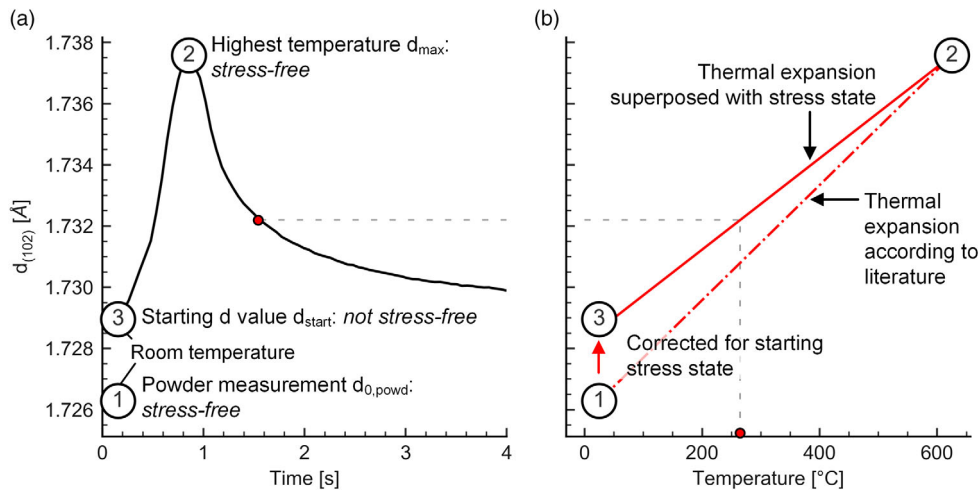 (a)
1.738
1.736
1.734
1.732
1.730
1.728
1.726
d(102) [Å]
2
Highest temperature dmax:
stress-free
3
Starting d value dstart: not stress-free
Room temperature
1
Powder measurement d0,powd:
stress-free
0
1
2
3
4
Time [s]
(b)
2
Thermal expansion
superposed with stress state
Thermal
expansion
according to
literature
3
Corrected for starting
stress state
1
0
200
400
600
Temperature [°C]